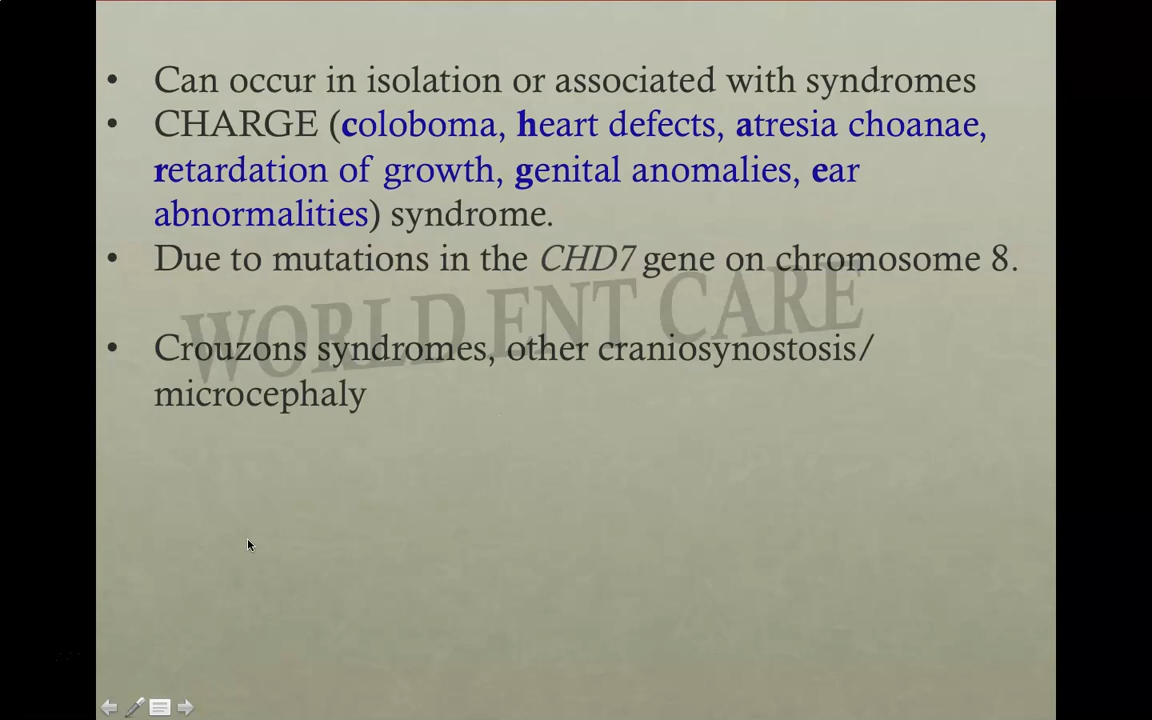 • Can occur in isolation or associated with syndromes
• CHARGE (coloboma, heart defects, atresia choanae,
retardation of growth, genital anomalies, ear
abnormalities) syndrome.
• Due to mutations in the CHD7 gene on chromosome 8.
WORLD ENT CARE
• Crouzons syndromes, other craniosynostosis/
microcephaly